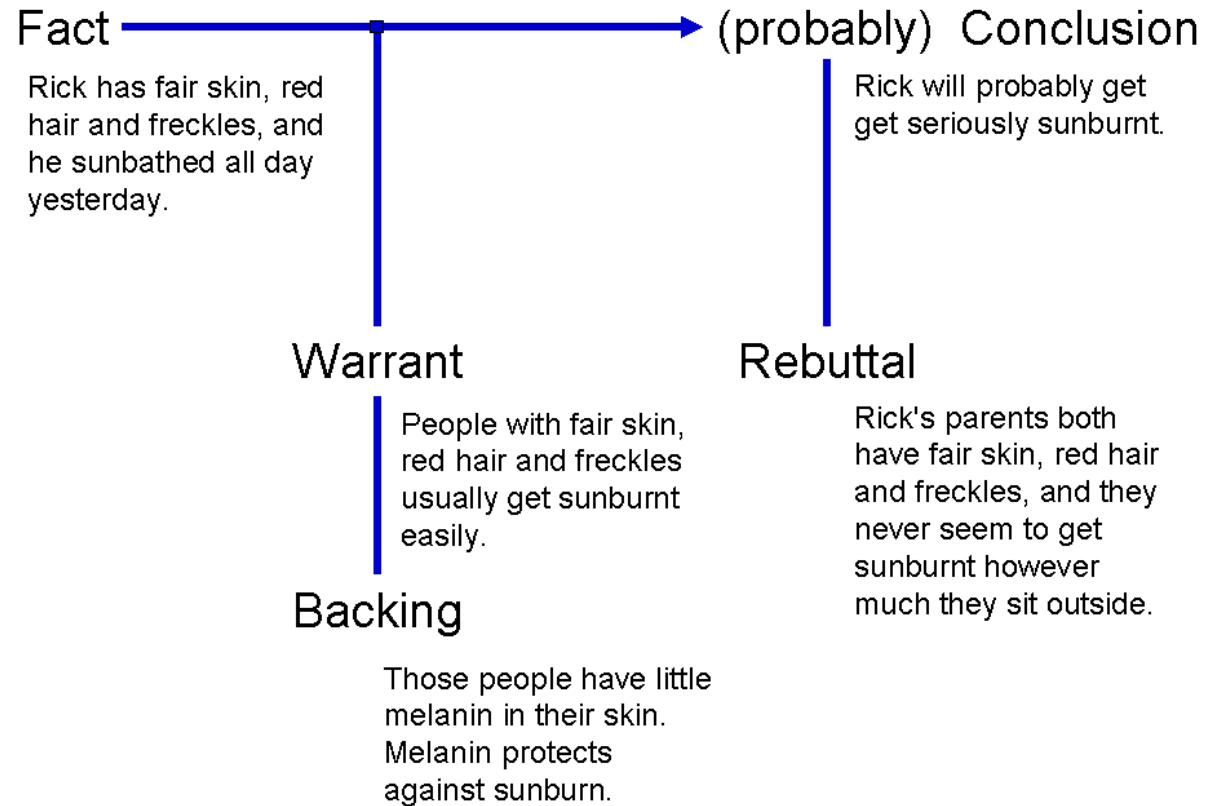 Fact
(probably) Conclusion
Rick has fair skin, red
hair and freckles, and
he sunbathed all day
yesterday.
Rick will probably get
get seriously sunburnt.
Warrant
People with fair skin,
red hair and freckles
usually get sunburnt
easily.
Rebuttal
Rick's parents both
have fair skin, red hair
and freckles, and they
never seem to get
sunburnt however
much they sit outside.
Backing
Those people have little
melanin in their skin.
Melanin protects
against sunburn.